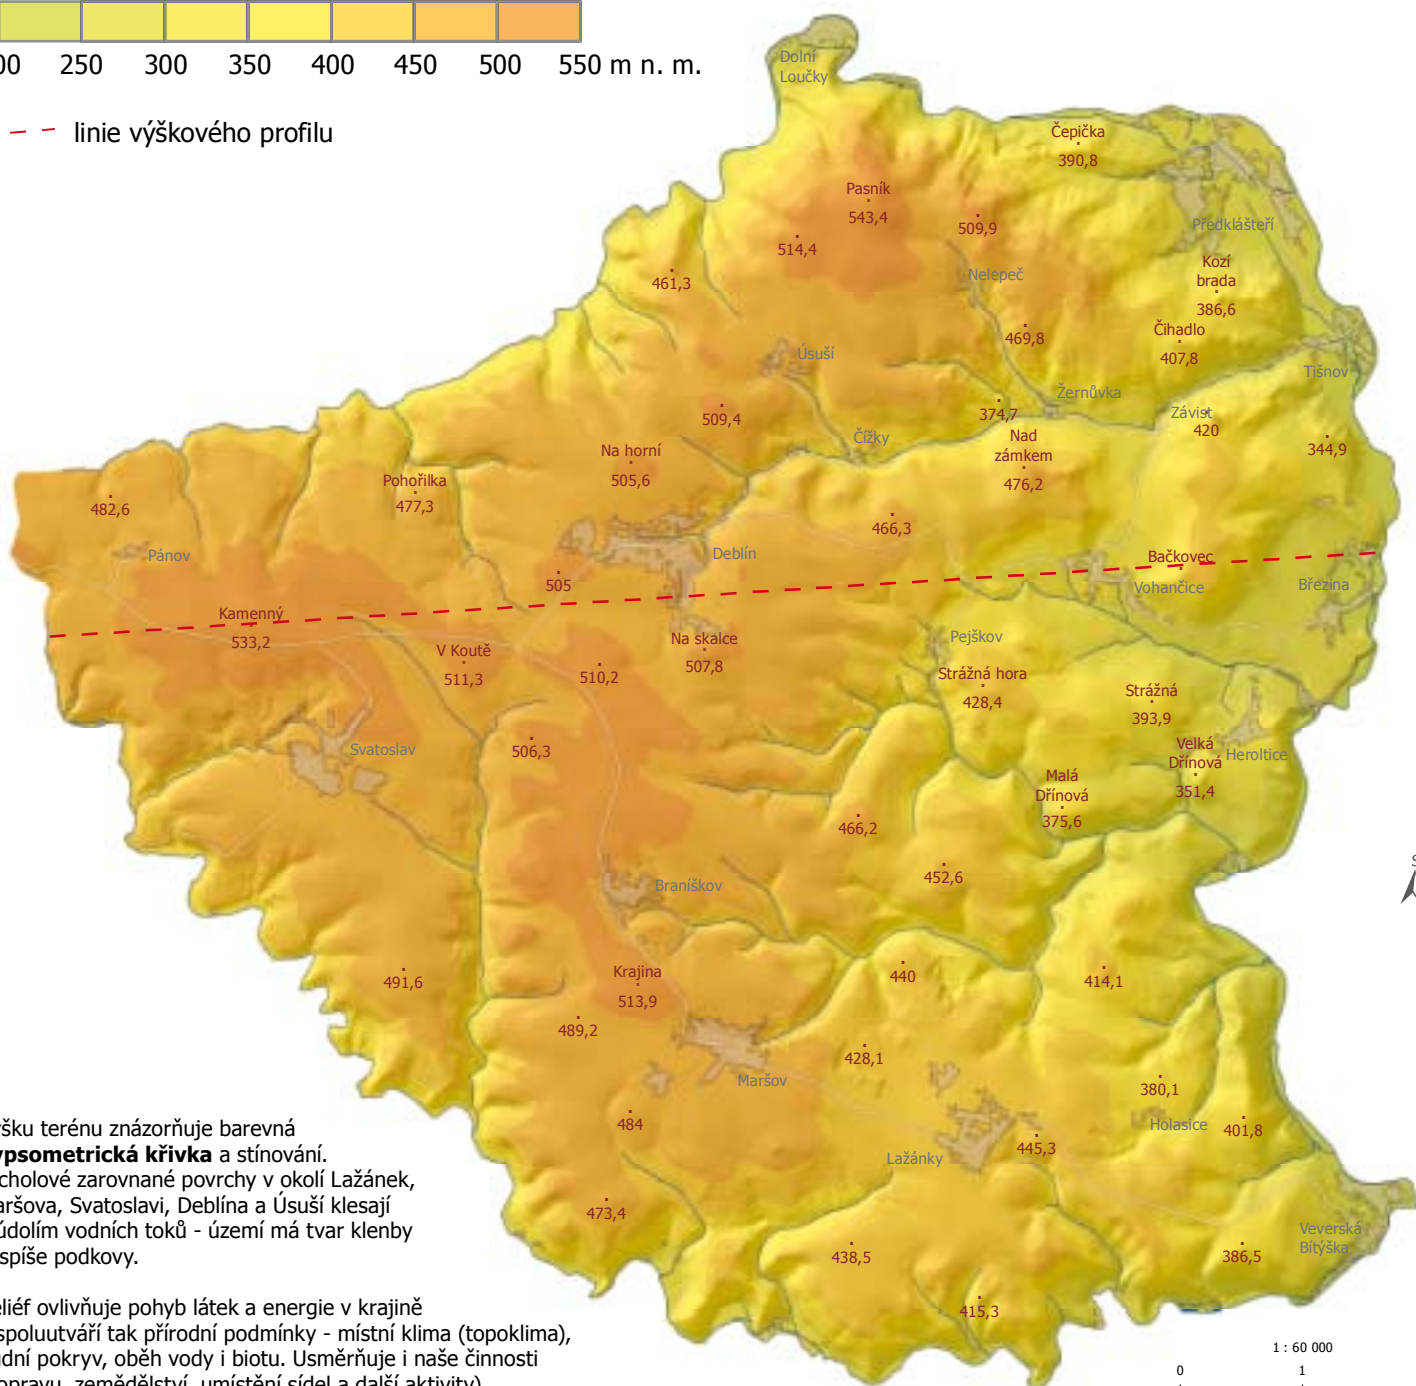 250 300 350 400 450 500 550 m n. m.
linie výškového profilu
Dolní
Loučky
Čepička
390,8
Pasník
543,4
509,9
514,4
Předklášteří
Nelepeč
461,3
Kozí
brada
386,6
469,8
Čihadlo
407,8
Úsuší
Tišnov
Žernůvka
509,4
374,7
Závist
420
Čížky
Nad
zámkem
476,2
344,9
Na horní
505,6
Pohořilka
477,3
482,6
466,3
Pánov
Deblín
Bačkovec
505
Vohančice
Březina
Kamenný
533,2
V Koutě
511,3
510,2
Na skalce
507,8
Pejškov
Strážná hora
428,4
Strážná
393,9
Svatoslav
506,3
Velká
Dřínová
351,4
Heroltice
Malá
Dřínová
375,6
466,2
452,6
Braníškov
491,6
Krajina
513,9
489,2
440
414,1
428,1
Maršov
380,1
484
Holasice
401,8
445,3
Lažánky
473,4
438,5
Veverská
Bítýška
386,5
415,3
šku terénu znázorňuje barevná
ypsometrická křivka a stínování.
cholové zarovnané povrchy v okolí Lažánek,
aršova, Svatoslavi, Deblína a Úsuší klesají
údolím vodních toků - území má tvar klenby
spíše podkovy.
eliéf ovlivňuje pohyb látek a energie v krajině
spoluutváří tak přírodní podmínky - místní klima (topoklima),
dní pokryv, oběh vody i biotu. Usměrňuje i naše činnosti
opravu, zemědělství, umístění sídel a další aktivity)
1 : 60 000
0 1